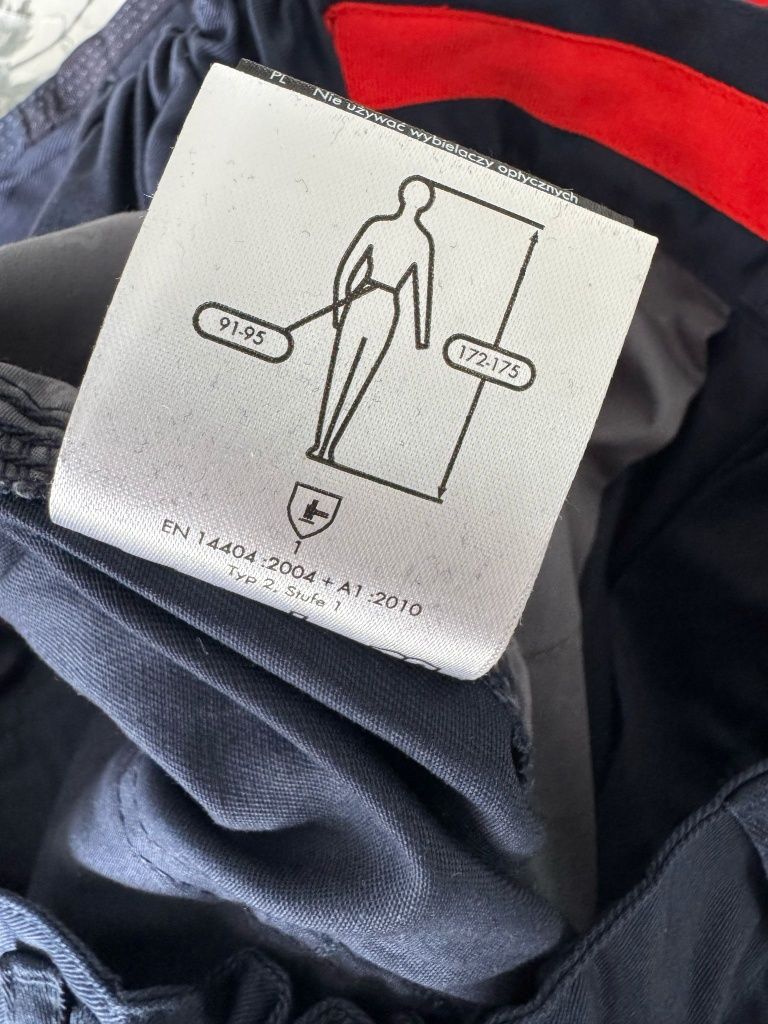 PL Nie używać wybielaczy optycznych
91-95
172-175
1
EN 14404 :2004 + A1 :2010
Typ 2, Stufe 1